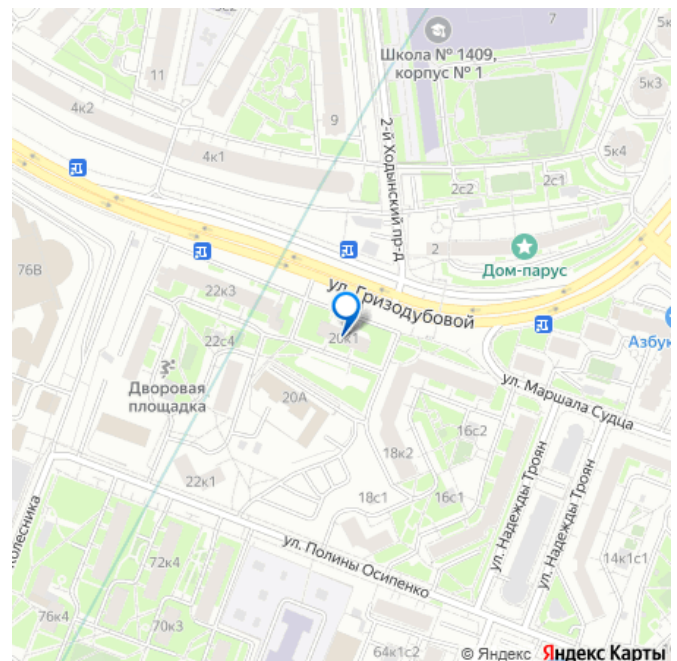 7
Школа № 1409,
корпус № 1
11
4к2
9
5к3
4к1
5к4
2-й Ходынский пр-д
2с2
2с1
2
Дом-парус
76В
ул. Гризодубовой
22к3
22с4
20к1
Азбук
Дворовая
площадка
20А
ул. Маршала Судца
16с2
18к2
22к1
18с1
16с1
ул. Надежды Троян
ул. Надежды Троян
олесника
ул. Полины Осипенко
72к4
14к1с1
76к4
70к3
64к1с2
© Яндекс Яндекс Карты